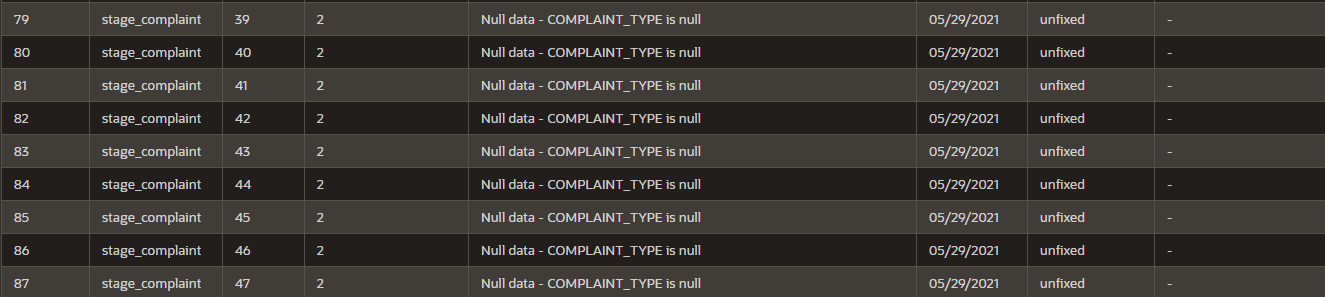 79 stage_complaint 39 2 Null data - COMPLAINT_TYPE is null 05/29/2021 unfixed -
80 stage_complaint 40 2 Null data - COMPLAINT_TYPE is null 05/29/2021 unfixed -
81 stage_complaint 41 2 Null data - COMPLAINT_TYPE is null 05/29/2021 unfixed -
82 stage_complaint 42 2 Null data - COMPLAINT_TYPE is null 05/29/2021 unfixed -
83 stage_complaint 43 2 Null data - COMPLAINT_TYPE is null 05/29/2021 unfixed -
84 stage_complaint 44 2 Null data - COMPLAINT_TYPE is null 05/29/2021 unfixed -
85 stage_complaint 45 2 Null data - COMPLAINT_TYPE is null 05/29/2021 unfixed -
86 stage_complaint 46 2 Null data - COMPLAINT_TYPE is null 05/29/2021 unfixed -
87 stage_complaint 47 2 Null data - COMPLAINT_TYPE is null 05/29/2021 unfixed -